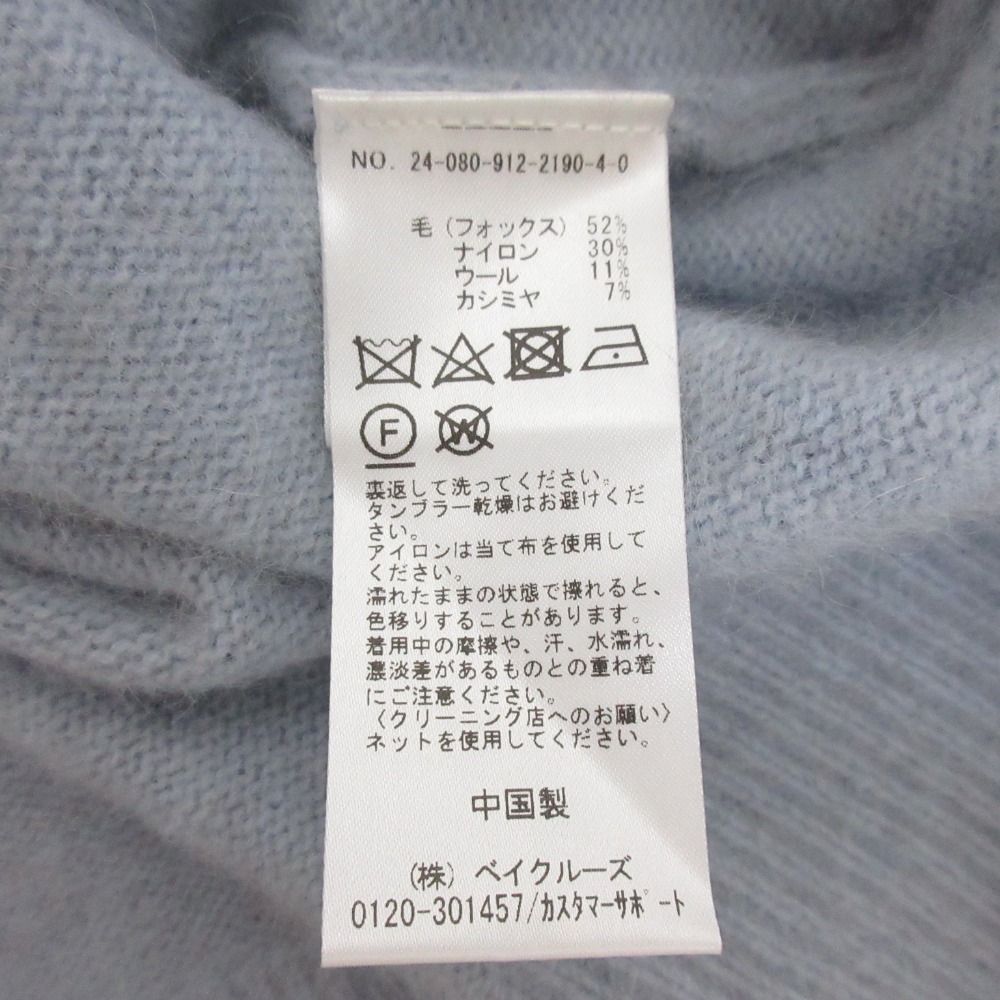 NO. 24-080-912-2190-4-0
毛（フォックス） 52%
ナイロン 30%
ウール 11%
カシミヤ 7%
F W
裏返して洗ってください。
タンブラー乾燥はお避けくだ
さい。
アイロンは当て布を使用して
ください。
濡れたままの状態で擦れると、
色移りすることがあります。
着用中の摩擦や、汗、水濡れ、
濃淡差があるものとの重ね着
にご注意ください。
〈クリーニング店へのお願い〉
ネットを使用してください。
中国製
（株）ベイクルーズ
0120-301457/ｶｽﾀﾏｰｻﾎﾟｰﾄ